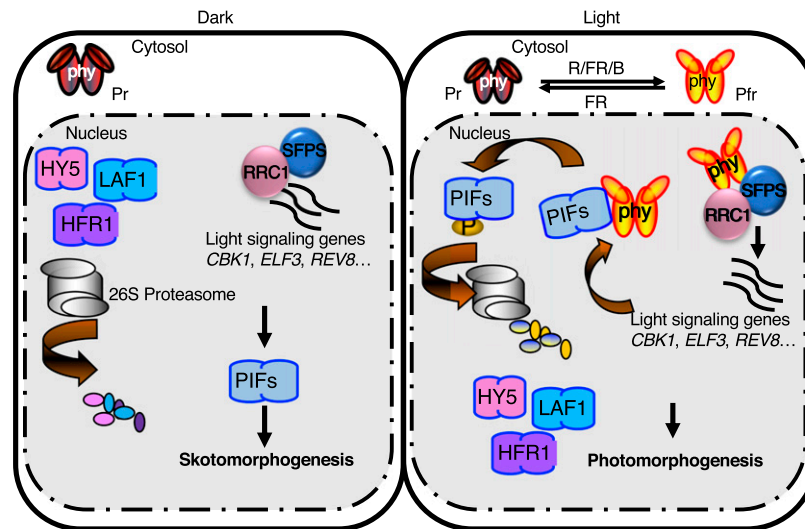 Dark
Cytosol
phy
Pr
Nucleus
HY5
LAF1
HFR1
SFPS
RRC1
Light signaling genes
CBK1, ELF3, REV8…
26S Proteasome
PIFs
Skotomorphogenesis
Light
Cytosol
Pr
phy
R/FR/B
FR
phy
Pfr
Nucleus
PIFs
P
PIFs
phy
phy
RRC1
SFPS
Light signaling genes
CBK1, ELF3, REV8…
HY5
LAF1
HFR1
Photomorphogenesis